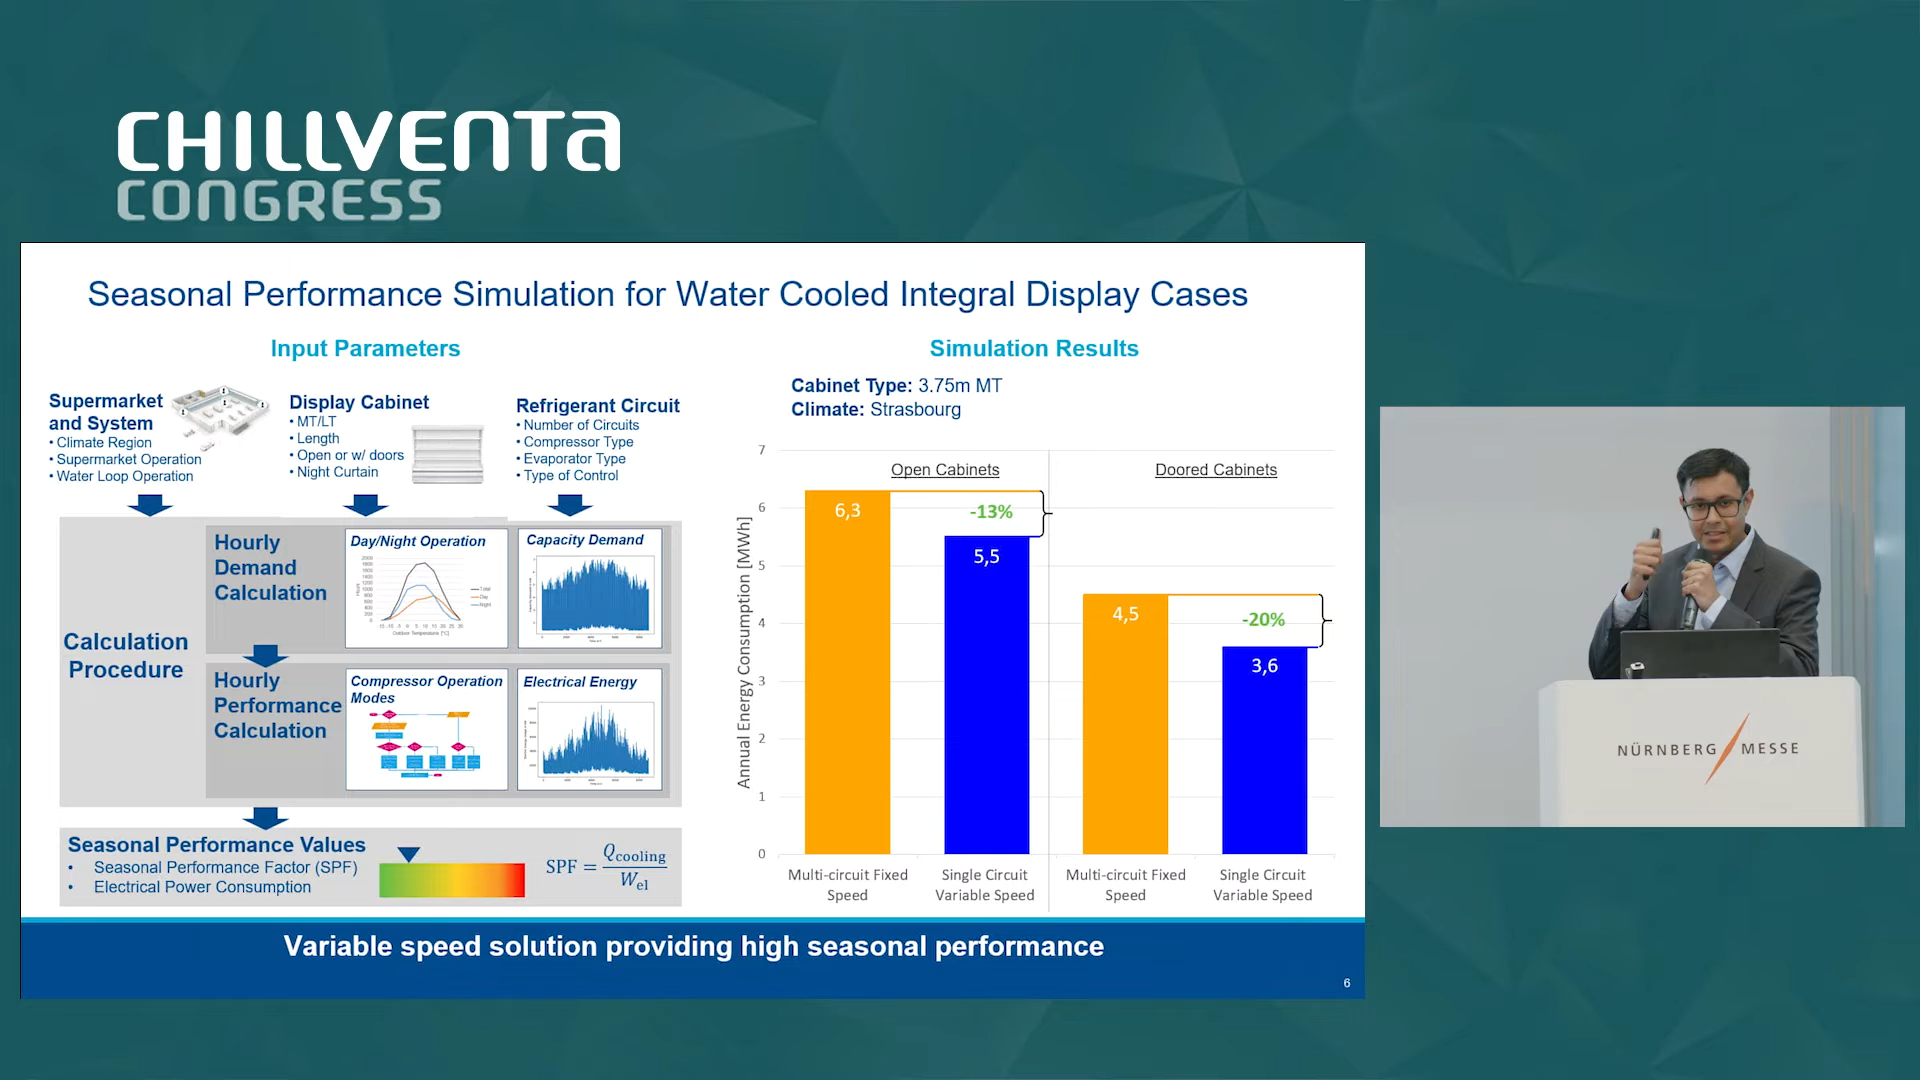 CHILLVENTA
CONGRESS
Seasonal Performance Simulation for Water Cooled Integral Display Cases
Input Parameters
Supermarket
and System
• Climate Region
• Supermarket Operation
• Water Loop Operation
Display Cabinet
• MT/LT
• Length
• Open or w/ doors
• Night Curtain
Refrigerant Circuit
• Number of Circuits
• Compressor Type
• Evaporator Type
• Type of Control
Calculation
Procedure
Hourly
Demand
Calculation
Day/Night Operation
Outdoor Temperature [°C]
Total
Day
Night
Capacity Demand
Hourly
Performance
Calculation
Compressor Operation
Modes
Electrical Energy
Seasonal Performance Values
• Seasonal Performance Factor (SPF)
• Electrical Power Consumption
SPF = Qcooling / Wel
Simulation Results
Cabinet Type: 3.75m MT
Climate: Strasbourg
Annual Energy Consumption [MWh]
7
6
5
4
3
2
1
0
Open Cabinets
Doored Cabinets
6,3
-13%
5,5
4,5
-20%
3,6
Multi-circuit Fixed
Speed
Single Circuit
Variable Speed
Multi-circuit Fixed
Speed
Single Circuit
Variable Speed
Variable speed solution providing high seasonal performance
6
NÜRNBERG MESSE